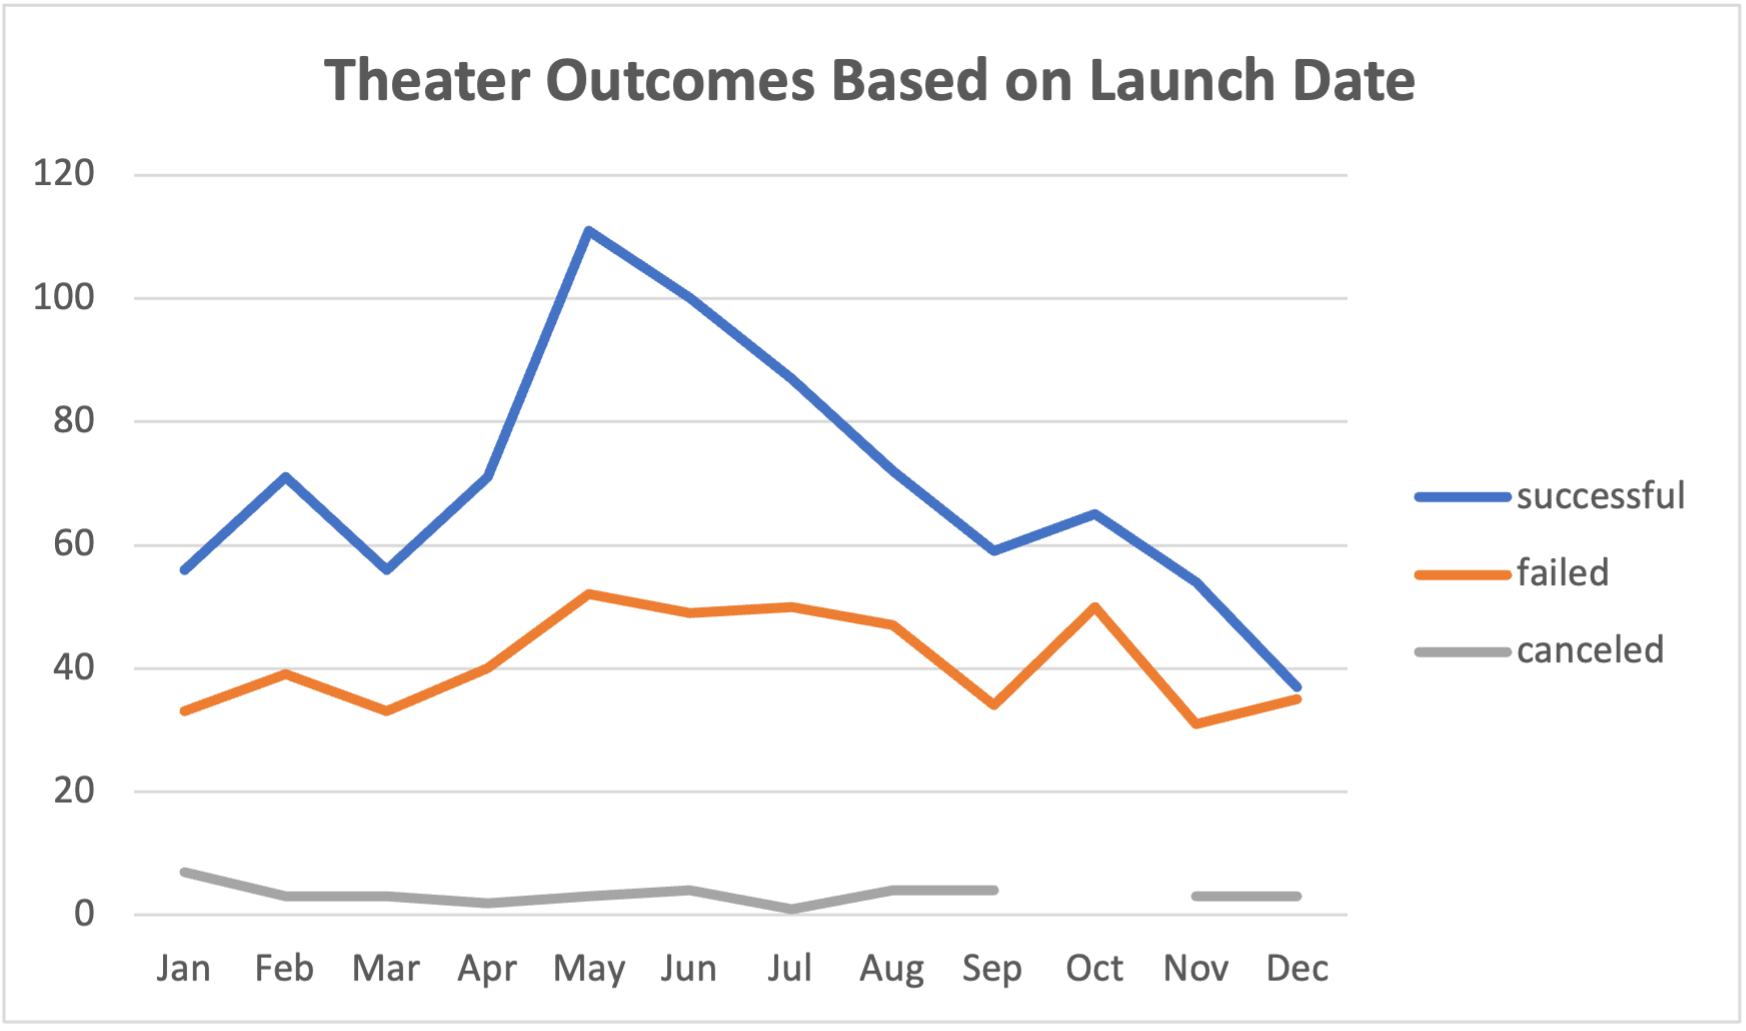 Theater Outcomes Based on Launch Date
120
100
80
60
40
20
0
Jan Feb Mar Apr May Jun Jul Aug Sep Oct Nov Dec
successful
failed
canceled